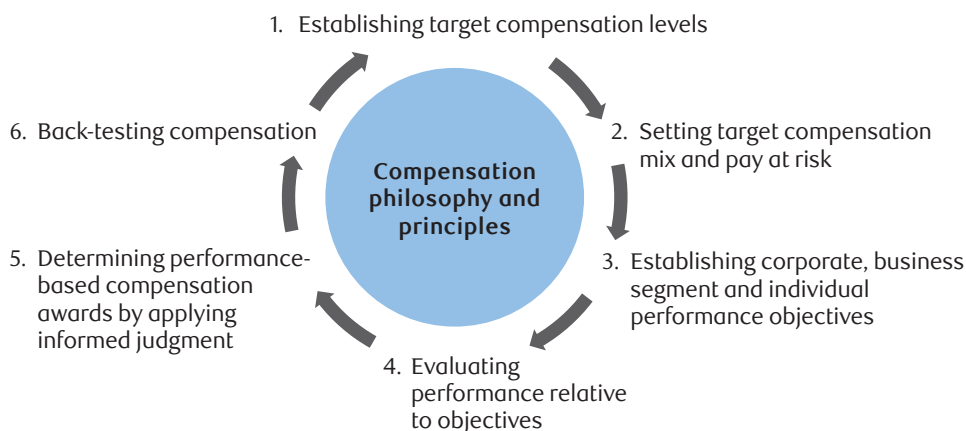 1. Establishing target compensation levels
2. Setting target compensation
mix and pay at risk
3. Establishing corporate, business
segment and individual
performance objectives
4. Evaluating
performance relative
to objectives
5. Determining performance-
based compensation
awards by applying
informed judgment
6. Back-testing compensation
Compensation
philosophy and
principles